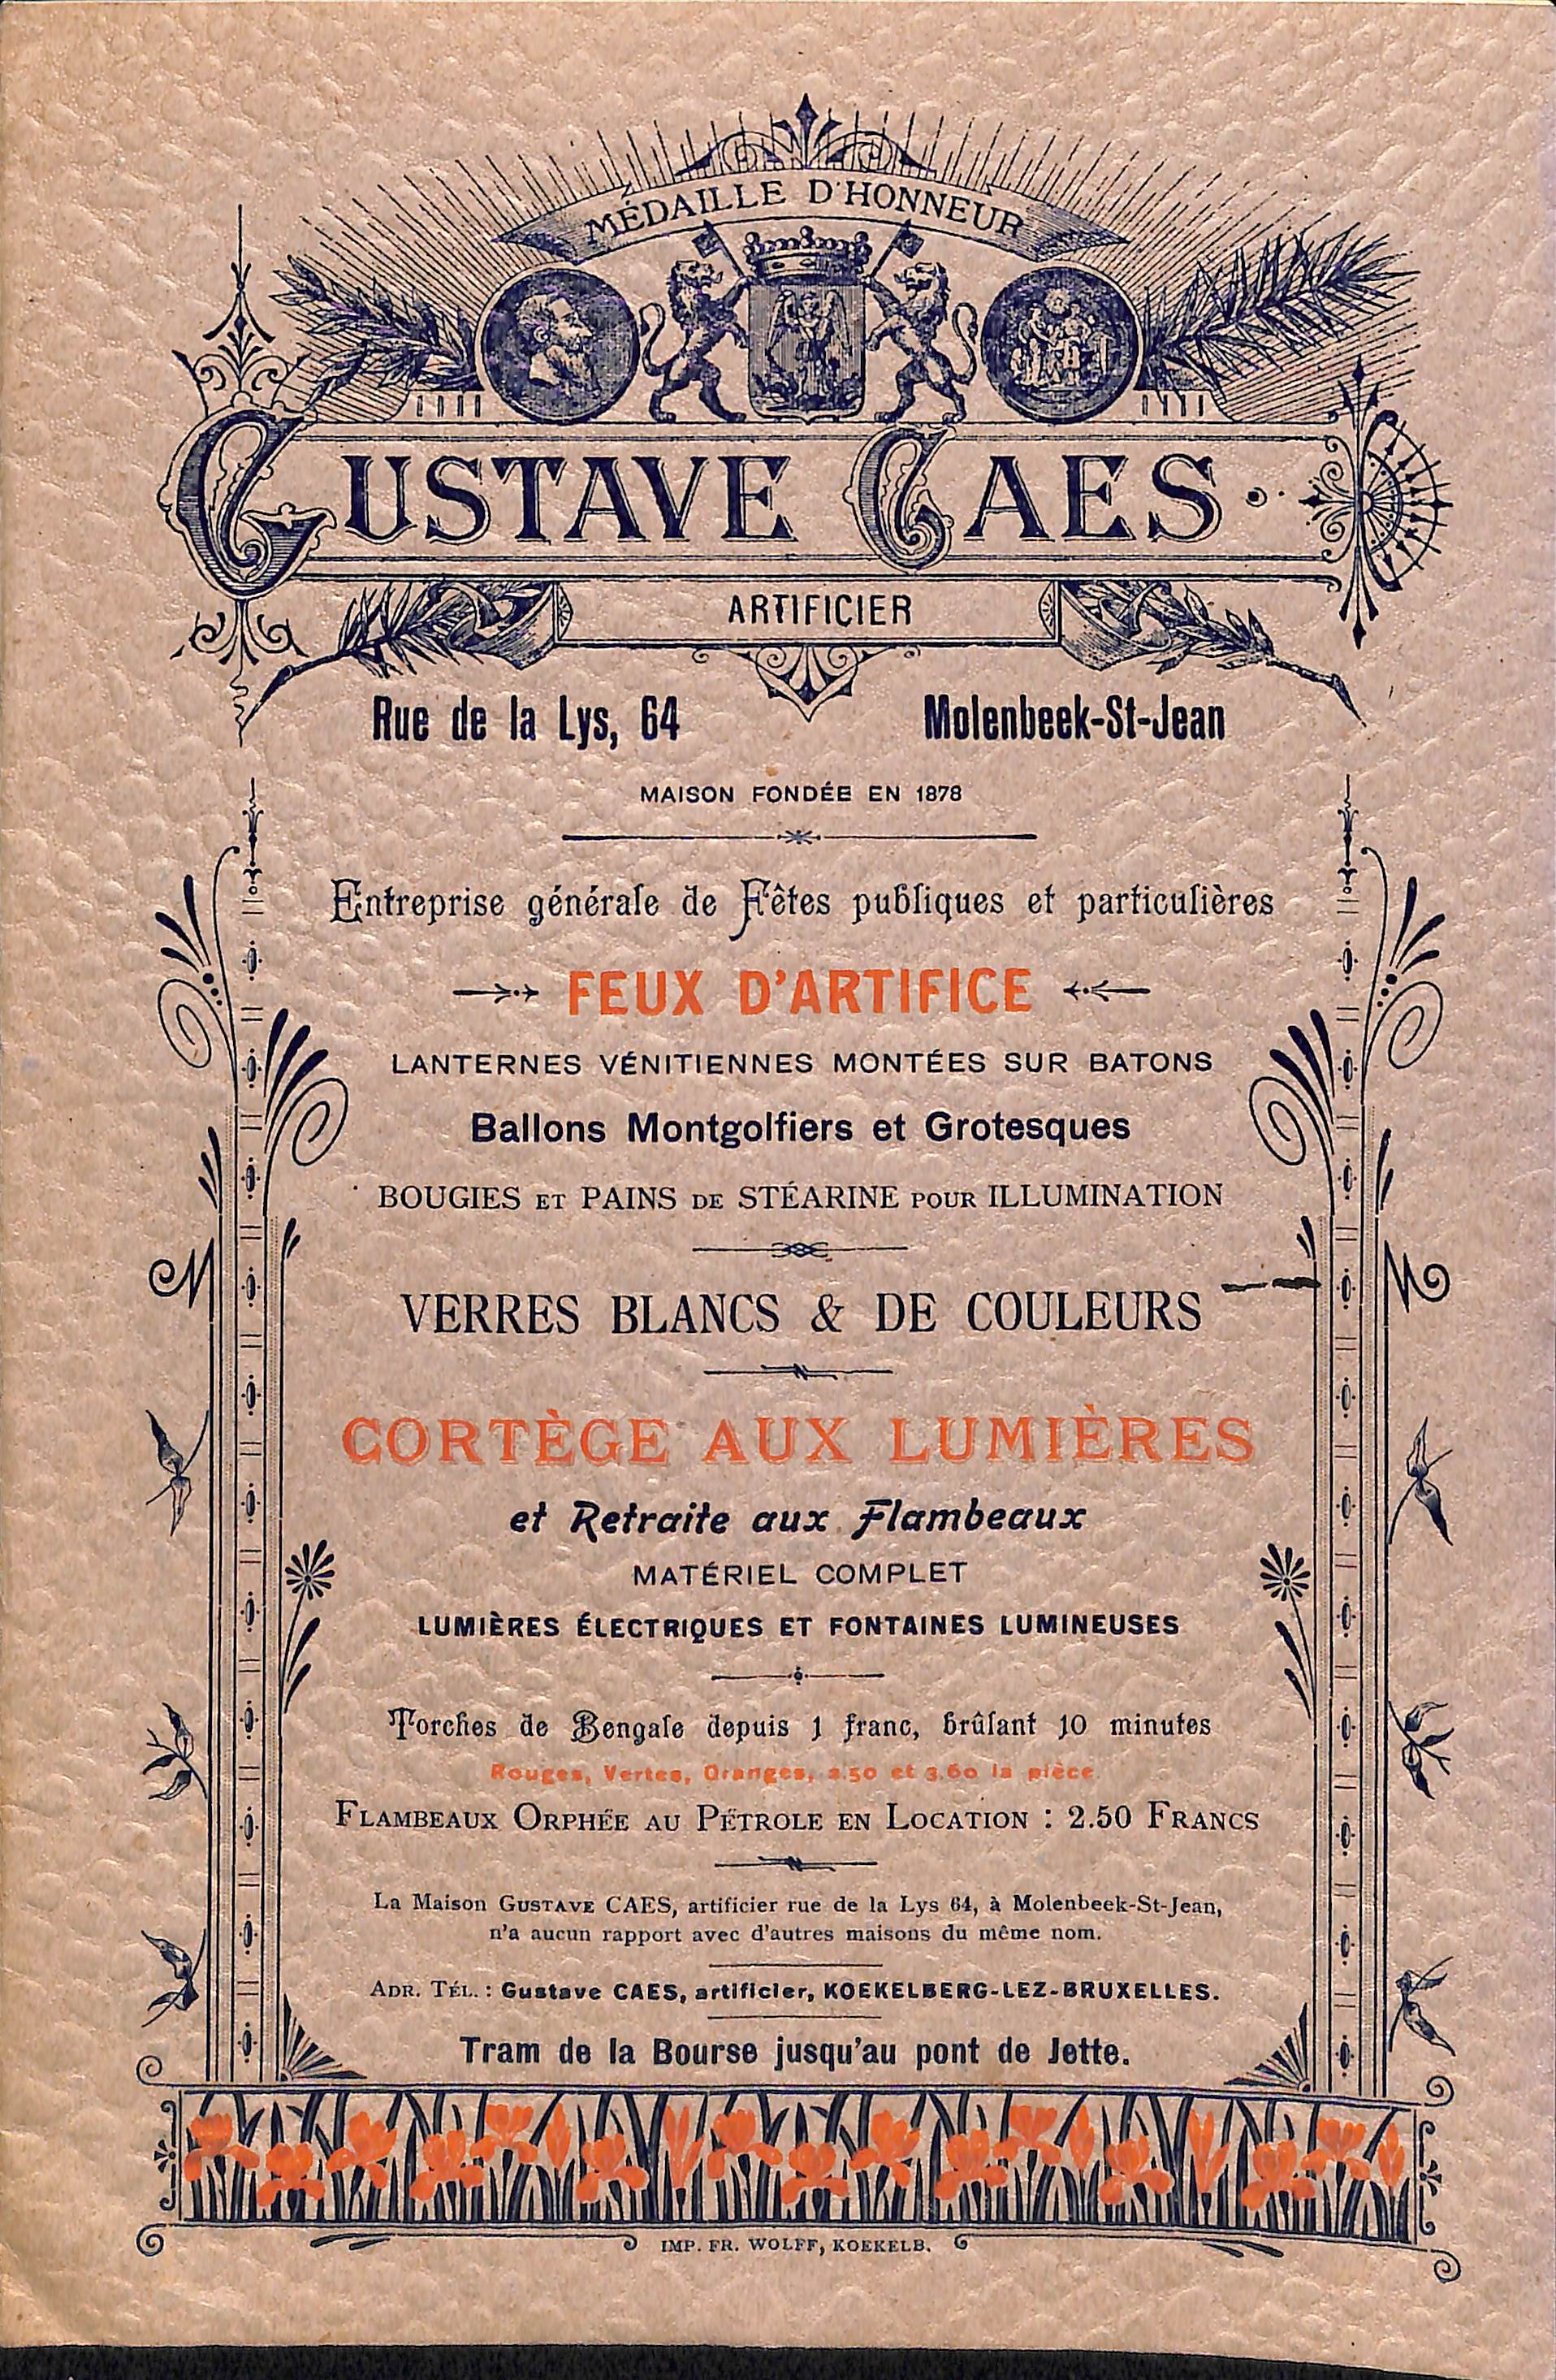 MÉDAILLE D'HONNEUR
GUSTAVE CAES
ARTIFICIER
Rue de la Lys, 64 Molenbeek-St-Jean
MAISON FONDÉE EN 1878
Entreprise générale de Fêtes publiques et particulières
FEUX D'ARTIFICE
LANTERNES VÉNITIENNES MONTÉES SUR BATONS
Ballons Montgolfiers et Grotesques
BOUGIES ET PAINS DE STÉARINE POUR ILLUMINATION
VERRES BLANCS & DE COULEURS
CORTÈGE AUX LUMIÈRES
et Retraite aux Flambeaux
MATÉRIEL COMPLET
LUMIÈRES ÉLECTRIQUES ET FONTAINES LUMINEUSES
Torches de Bengale depuis 1 franc, brûlant 10 minutes
Rouges, Vertes, Oranges, 2.50 et 3.60 la pièce
FLAMBEAUX ORPHÉE AU PÉTROLE EN LOCATION : 2.50 FRANCS
La Maison GUSTAVE CAES, artificier rue de la Lys 64, à Molenbeek-St-Jean,
n'a aucun rapport avec d'autres maisons du même nom.
ADR. TÉL. : Gustave CAES, artificier, KOEKELBERG-LEZ-BRUXELLES.
Tram de la Bourse jusqu'au pont de Jette.
IMP. FR. WOLFF, KOEKELB.